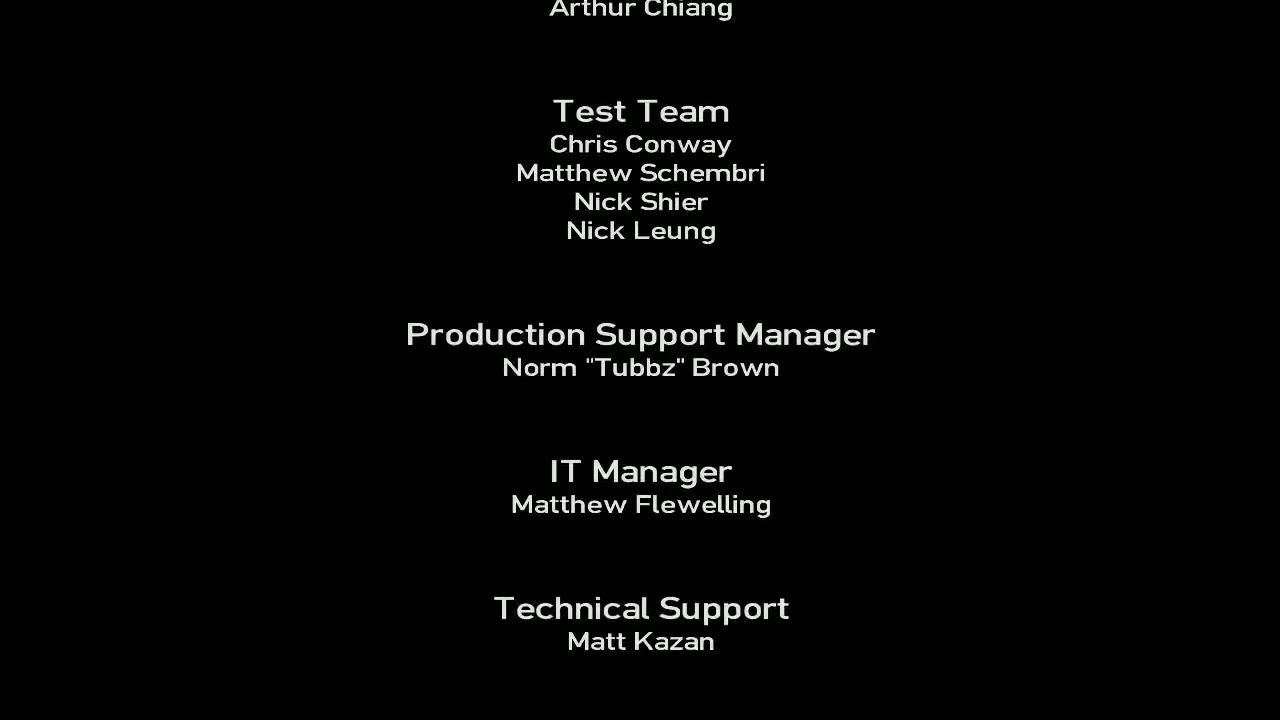 Arthur Chiang
Test Team
Chris Conway
Matthew Schembri
Nick Shier
Nick Leung
Production Support Manager
Norm "Tubbz" Brown
IT Manager
Matthew Flewelling
Technical Support
Matt Kazan